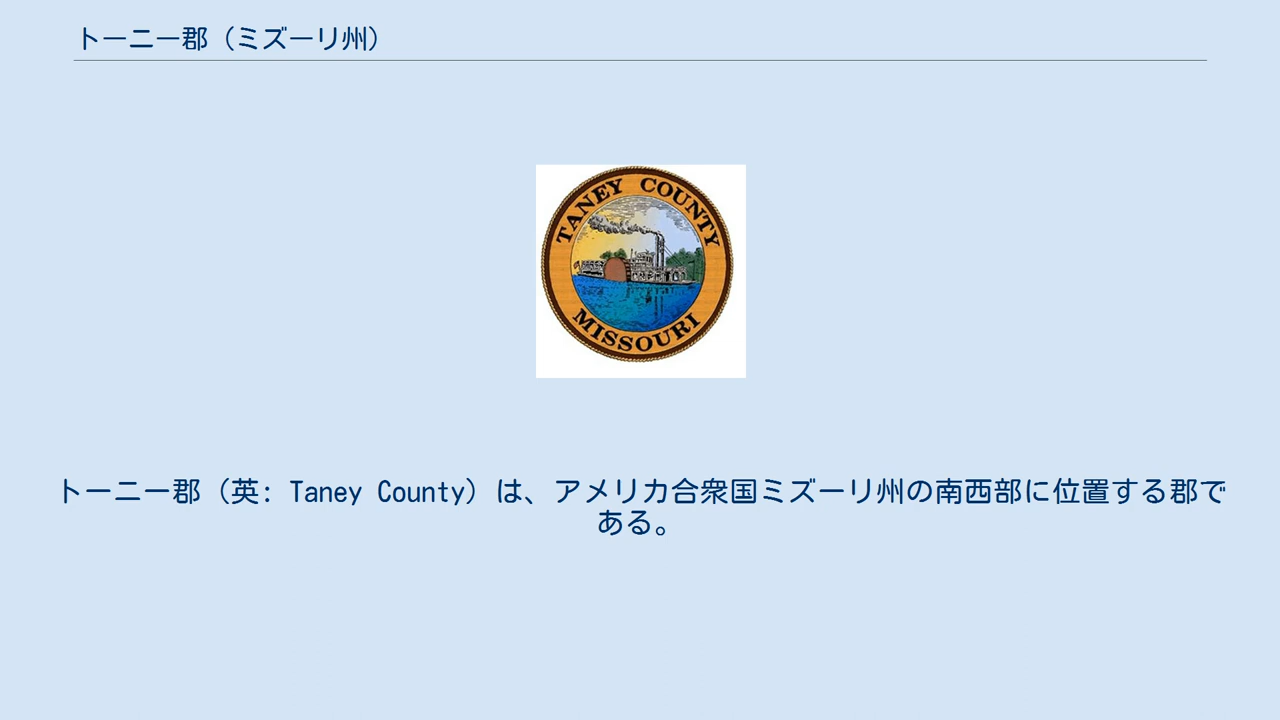 トーニー郡（ミズーリ州）
TANEY COUNTY
MISSOURI
トーニー郡（英: Taney County）は、アメリカ合衆国ミズーリ州の南西部に位置する郡で
ある。